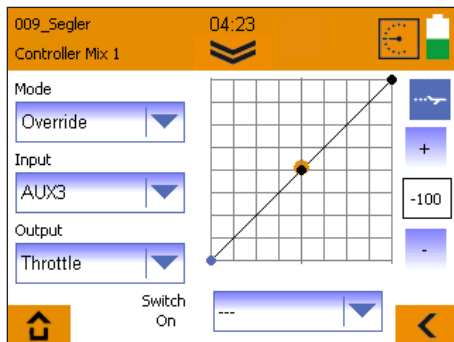 009_Segler 04:23
Controller Mix 1
Mode
Override
+
Input
AUX3
-100
Output
Throttle
-
Switch
On
---